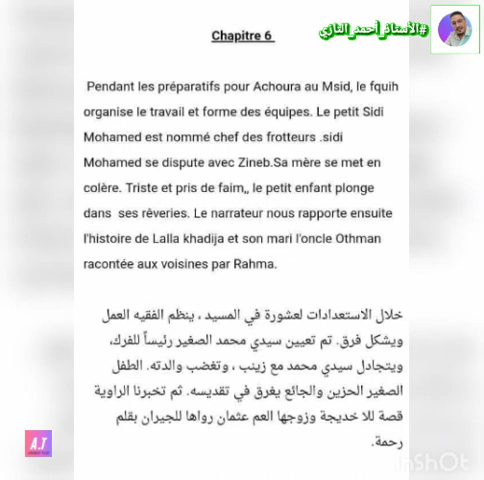 #الأستاذ_أحمد_التازي
Chapitre 6
Pendant les préparatifs pour Achoura au Msid, le fquih
organise le travail et forme des équipes. Le petit Sidi
Mohamed est nommé chef des frotteurs .sidi
Mohamed se dispute avec Zineb.Sa mère se met en
colère. Triste et pris de faim,, le petit enfant plonge
dans ses rêveries. Le narrateur nous rapporte ensuite
l'histoire de Lalla khadija et son mari l'oncle Othman
racontée aux voisines par Rahma.
خلال الاستعدادات لعشورة في المسيد ، ينظم الفقيه العمل
ويشكل فرق. تم تعيين سيدي محمد الصغير رئيساً للفرك،
ويتجادل سيدي محمد مع زينب ، وتغضب والدته. الطفل
الصغير الحزين والجائع يغرق في تقديسه. ثم تخبرنا الراوية
قصة للا خديجة وزوجها العم عثمان رواها للجيران بقلم
رحمة.
A.T
InShOt